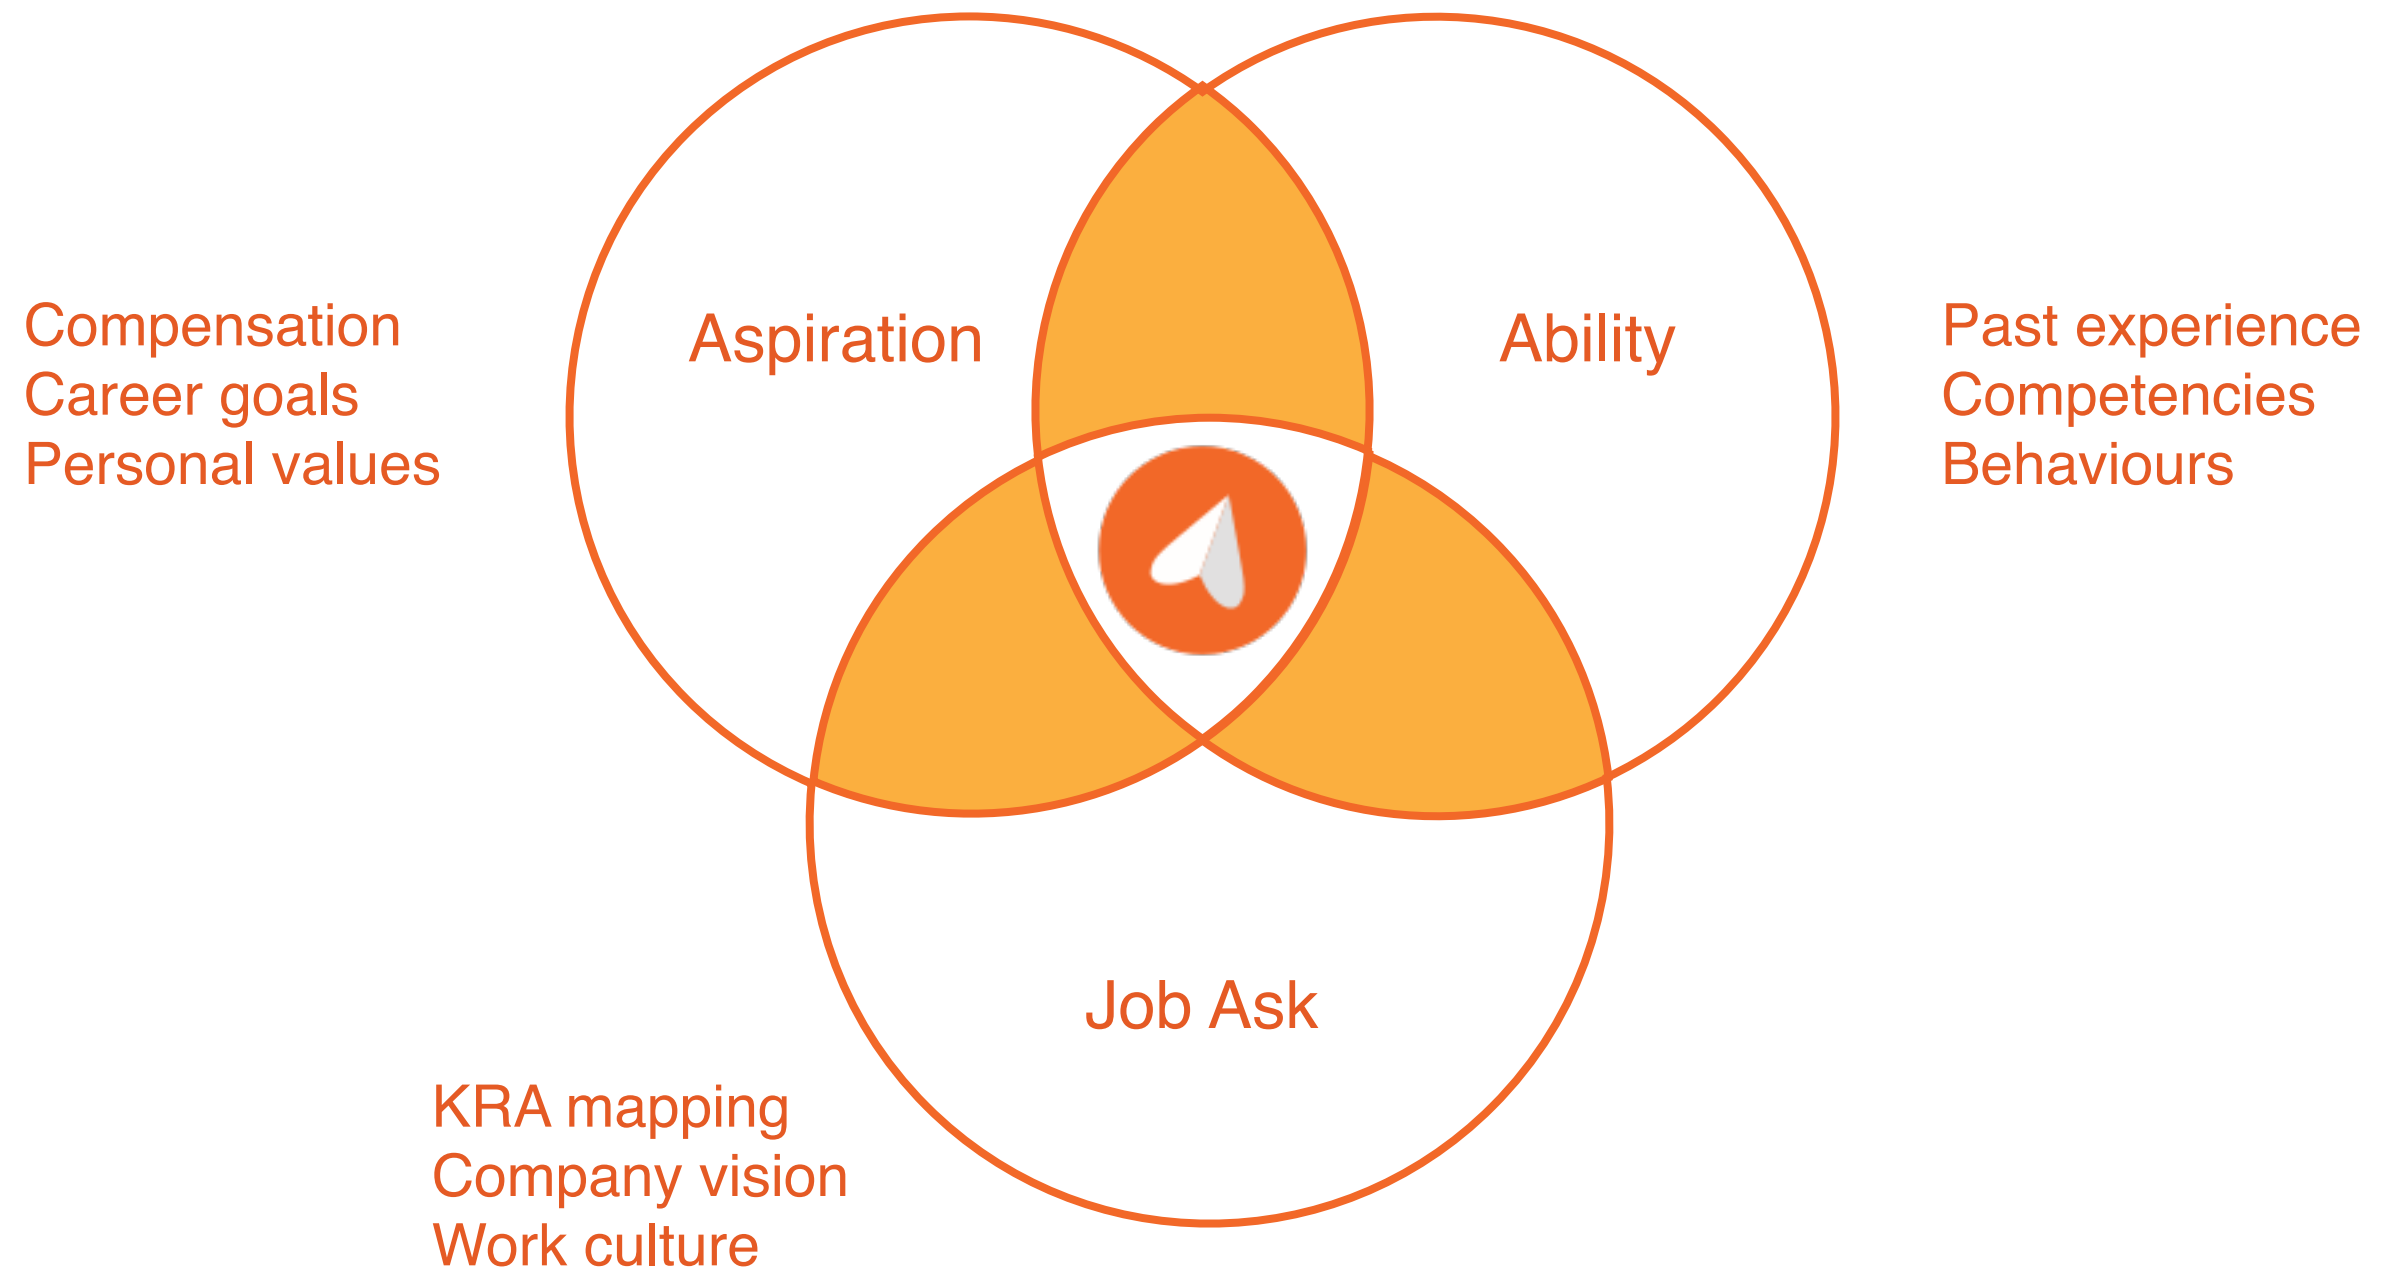 Aspiration
Ability
Compensation
Career goals
Personal values
Past experience
Competencies
Behaviours
Job Ask
KRA mapping
Company vision
Work culture